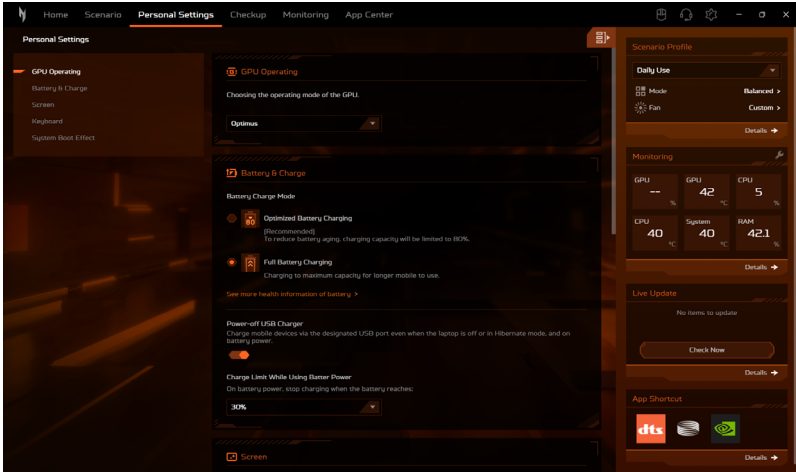 Home Scenario Personal Settings Checkup Monitoring App Center
Personal Settings
GPU Operating
Battery & Charge
Screen
Keyboard
System Boot Effect
GPU Operating
Choosing the operating mode of the GPU.
Optimus
Battery & Charge
Battery Charge Mode
80
Optimized Battery Charging
[Recommended]
To reduce battery aging, charging capacity will be limited to 80%.
Full Battery Charging
Charging to maximum capacity for longer mobile to use.
See more health information of battery >
Power-off USB Charger
Charge mobile devices via the designated USB port even when the laptop is off or in Hibernate mode, and on
battery power.
Charge Limit While Using Batter Power
On battery power, stop charging when the battery reaches:
30%
Screen
Scenario Profile
Daily Use
Mode Balanced >
Fan Custom >
Details →
Monitoring
GPU GPU CPU
-- 42 5
% °C %
CPU System RAM
40 40 42.1
°C °C %
Details →
Live Update
No items to update
Check Now
Details →
App Shortcut
dts
Details →